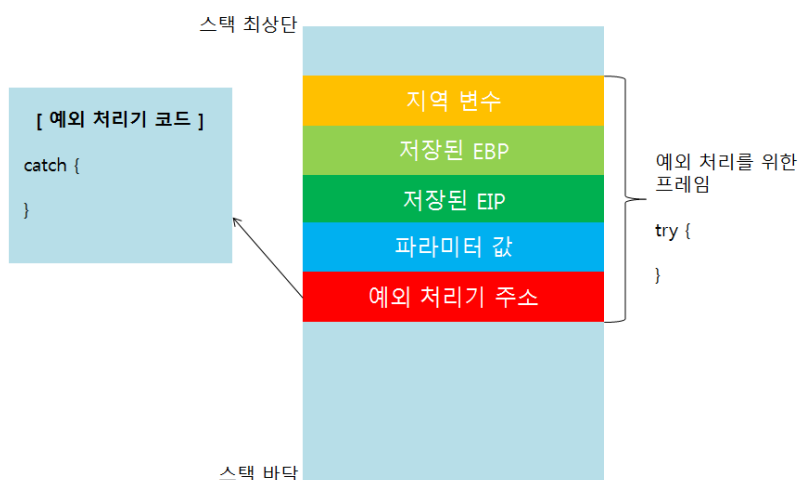 스택 최상단
[ 예외 처리기 코드 ]
catch {
}
지역 변수
저장된 EBP
저장된 EIP
파라미터 값
예외 처리기 주소
예외 처리를 위한
프레임
try {
}
스택 바닥